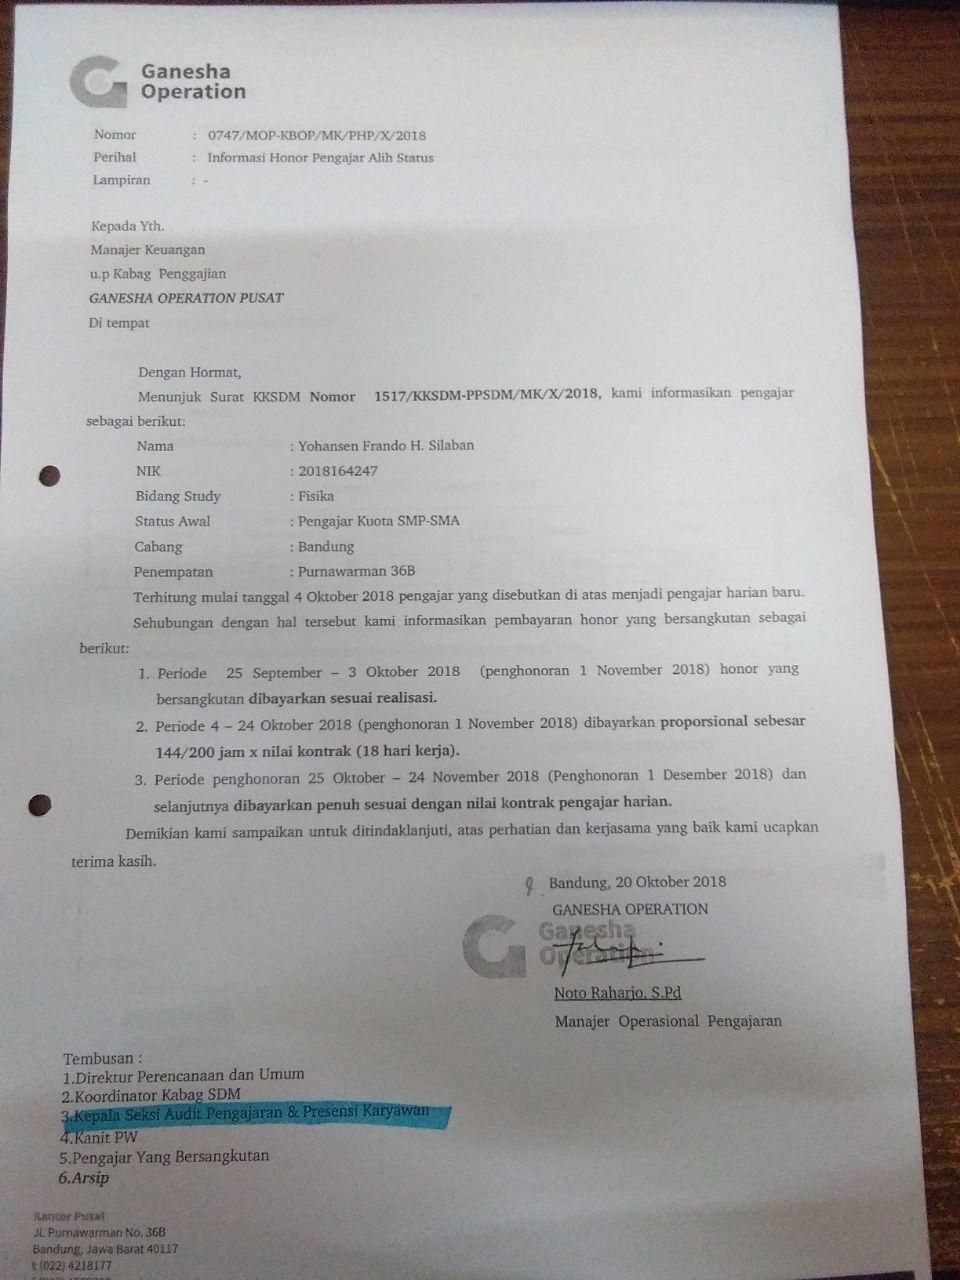 Ganesha
Operation
Nomor : 0747/MOP-KBOP/MK/PHP/X/2018
Perihal : Informasi Honor Pengajar Alih Status
Lampiran : -
Kepada Yth.
Manajer Keuangan
u.p Kabag Penggajian
GANESHA OPERATION PUSAT
Di tempat
Dengan Hormat,
Menunjuk Surat KKSDM Nomor 1517/KKSDM-PPSDM/MK/X/2018, kami informasikan pengajar
sebagai berikut:
Nama : Yohansen Frando H. Silaban
NIK : 2018164247
Bidang Study : Fisika
Status Awal : Pengajar Kuota SMP-SMA
Cabang : Bandung
Penempatan : Purnawarman 36B
Terhitung mulai tanggal 4 Oktober 2018 pengajar yang disebutkan di atas menjadi pengajar harian baru.
Sehubungan dengan hal tersebut kami informasikan pembayaran honor yang bersangkutan sebagai
berikut:
1. Periode 25 September – 3 Oktober 2018 (penghonoran 1 November 2018) honor yang
bersangkutan dibayarkan sesuai realisasi.
2. Periode 4 – 24 Oktober 2018 (penghonoran 1 November 2018) dibayarkan proporsional sebesar
144/200 jam x nilai kontrak (18 hari kerja).
3. Periode penghonoran 25 Oktober – 24 November 2018 (Penghonoran 1 Desember 2018) dan
selanjutnya dibayarkan penuh sesuai dengan nilai kontrak pengajar harian.
Demikian kami sampaikan untuk ditindaklanjuti, atas perhatian dan kerjasama yang baik kami ucapkan
terima kasih.
Bandung, 20 Oktober 2018
GANESHA OPERATION
Ganesha
Operation
Noto Raharjo, S.Pd
Manajer Operasional Pengajaran
Tembusan :
1.Direktur Perencanaan dan Umum
2.Koordinator Kabag SDM
3.Kepala Seksi Audit Pengajaran & Presensi Karyawan
4.Kanit PW
5.Pengajar Yang Bersangkutan
6.Arsip
Kantor Pusat
Jl. Purnawarman No. 36B
Bandung, Jawa Barat 40117
t (022) 4218177